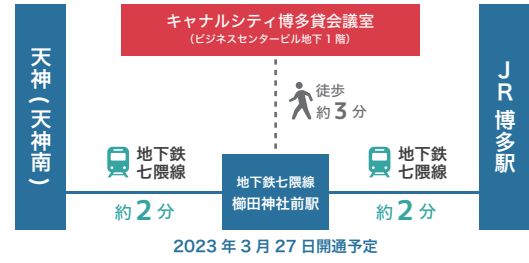 キャナルシティ博多貸会議室
（ビジネスセンタービル地下1階）
天神（天神南）
徒歩
約3分
JR博多駅
地下鉄
七隈線
約2分
地下鉄七隈線
櫛田神社前駅
地下鉄
七隈線
約2分
2023年3月27日開通予定